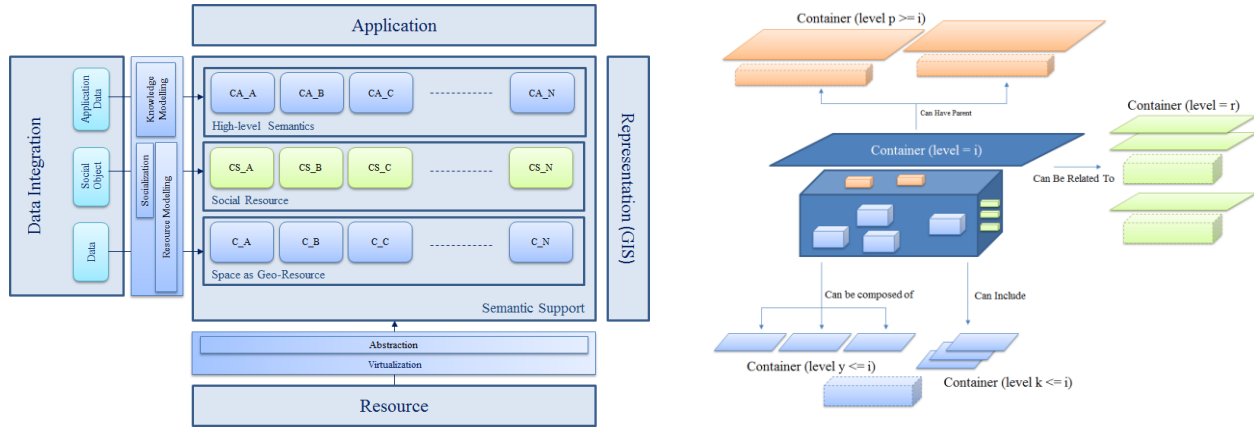 Application
Data Integration
Application
Data
Social
Object
Data
Knowledge
Modelling
Socialization
Resource Modelling
CA_A
CA_B
CA_C
CA_N
High-level Semantics
CS_A
CS_B
CS_C
CS_N
Social Resource
C_A
C_B
C_C
C_N
Space as Geo-Resource
Semantic Support
Representation (GIS)
Abstraction
Virtualization
Resource
Container (level p >= i)
Can Have Parent
Container (level = i)
Can Be Related To
Container (level = r)
Can be composed of
Can Include
Container (level y <= i)
Container (level k <= i)